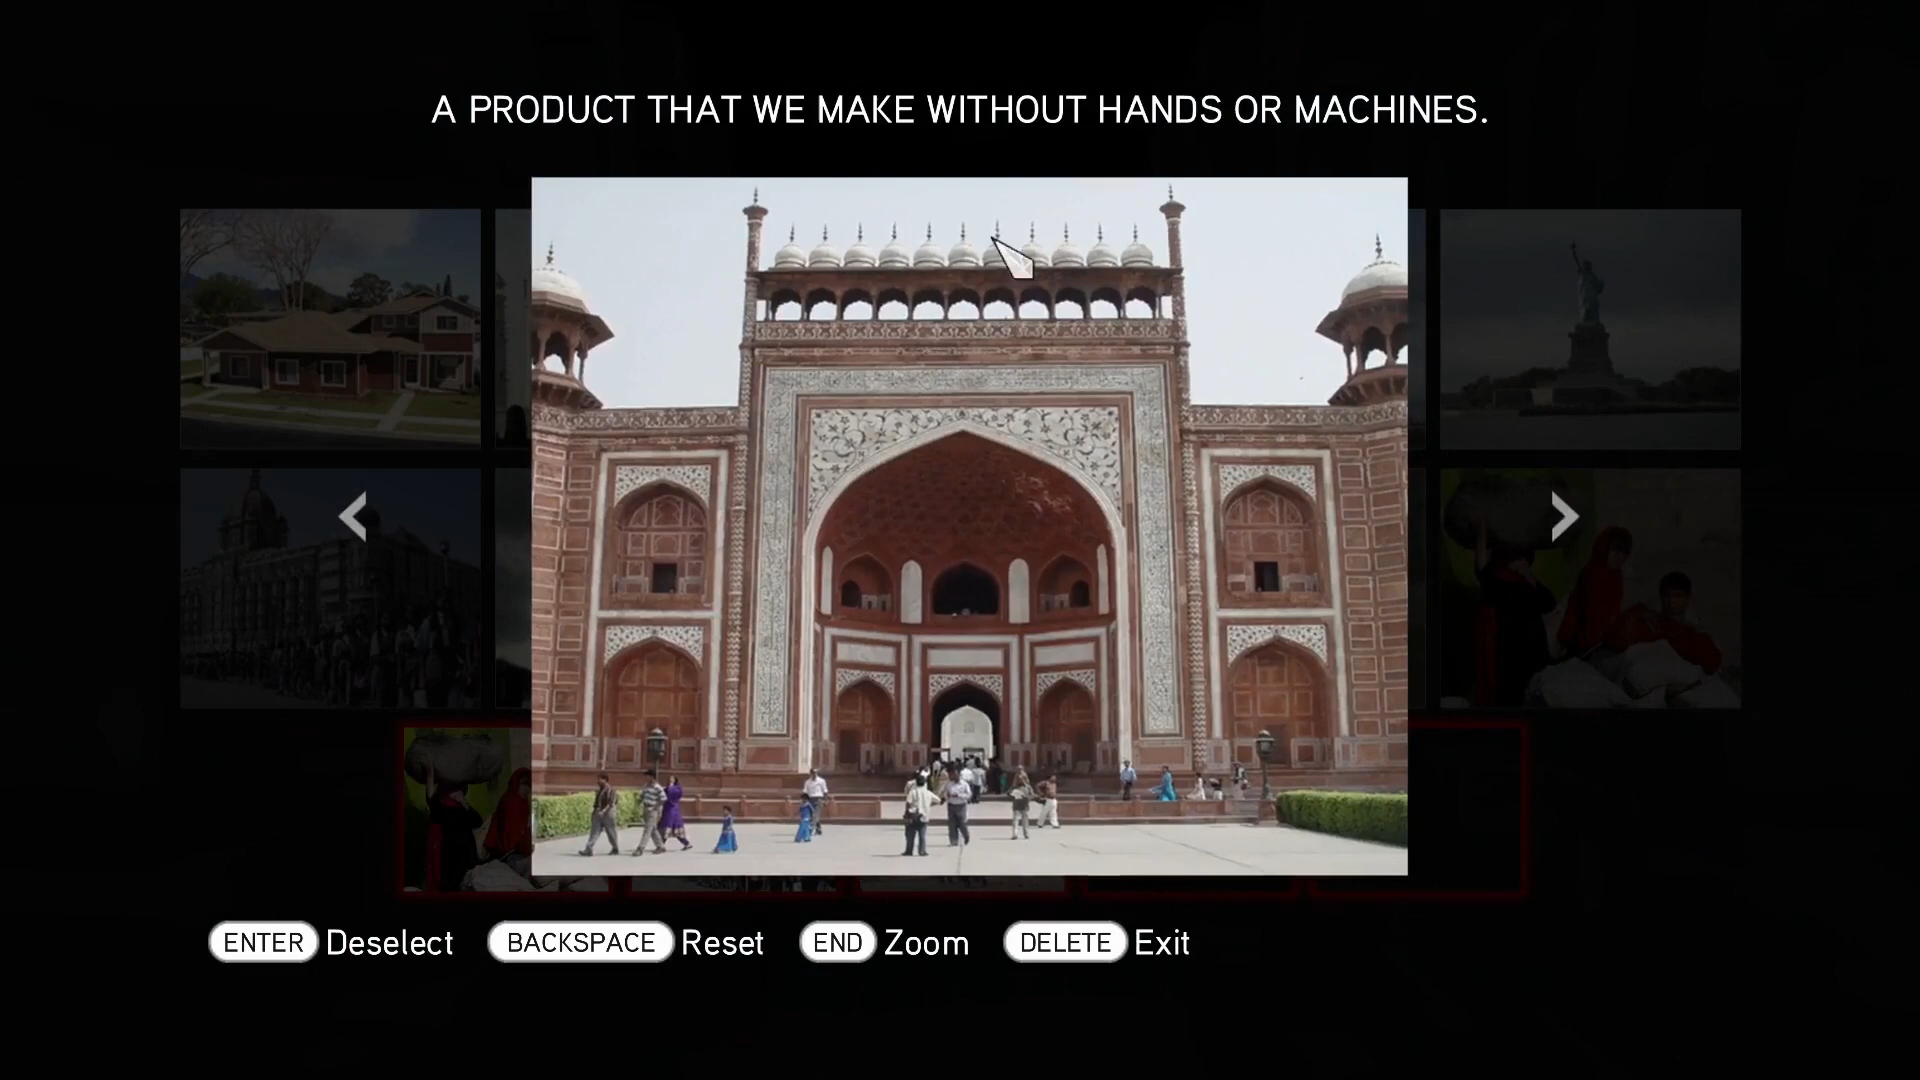 A PRODUCT THAT WE MAKE WITHOUT HANDS OR MACHINES.
ENTER Deselect BACKSPACE Reset END Zoom DELETE Exit